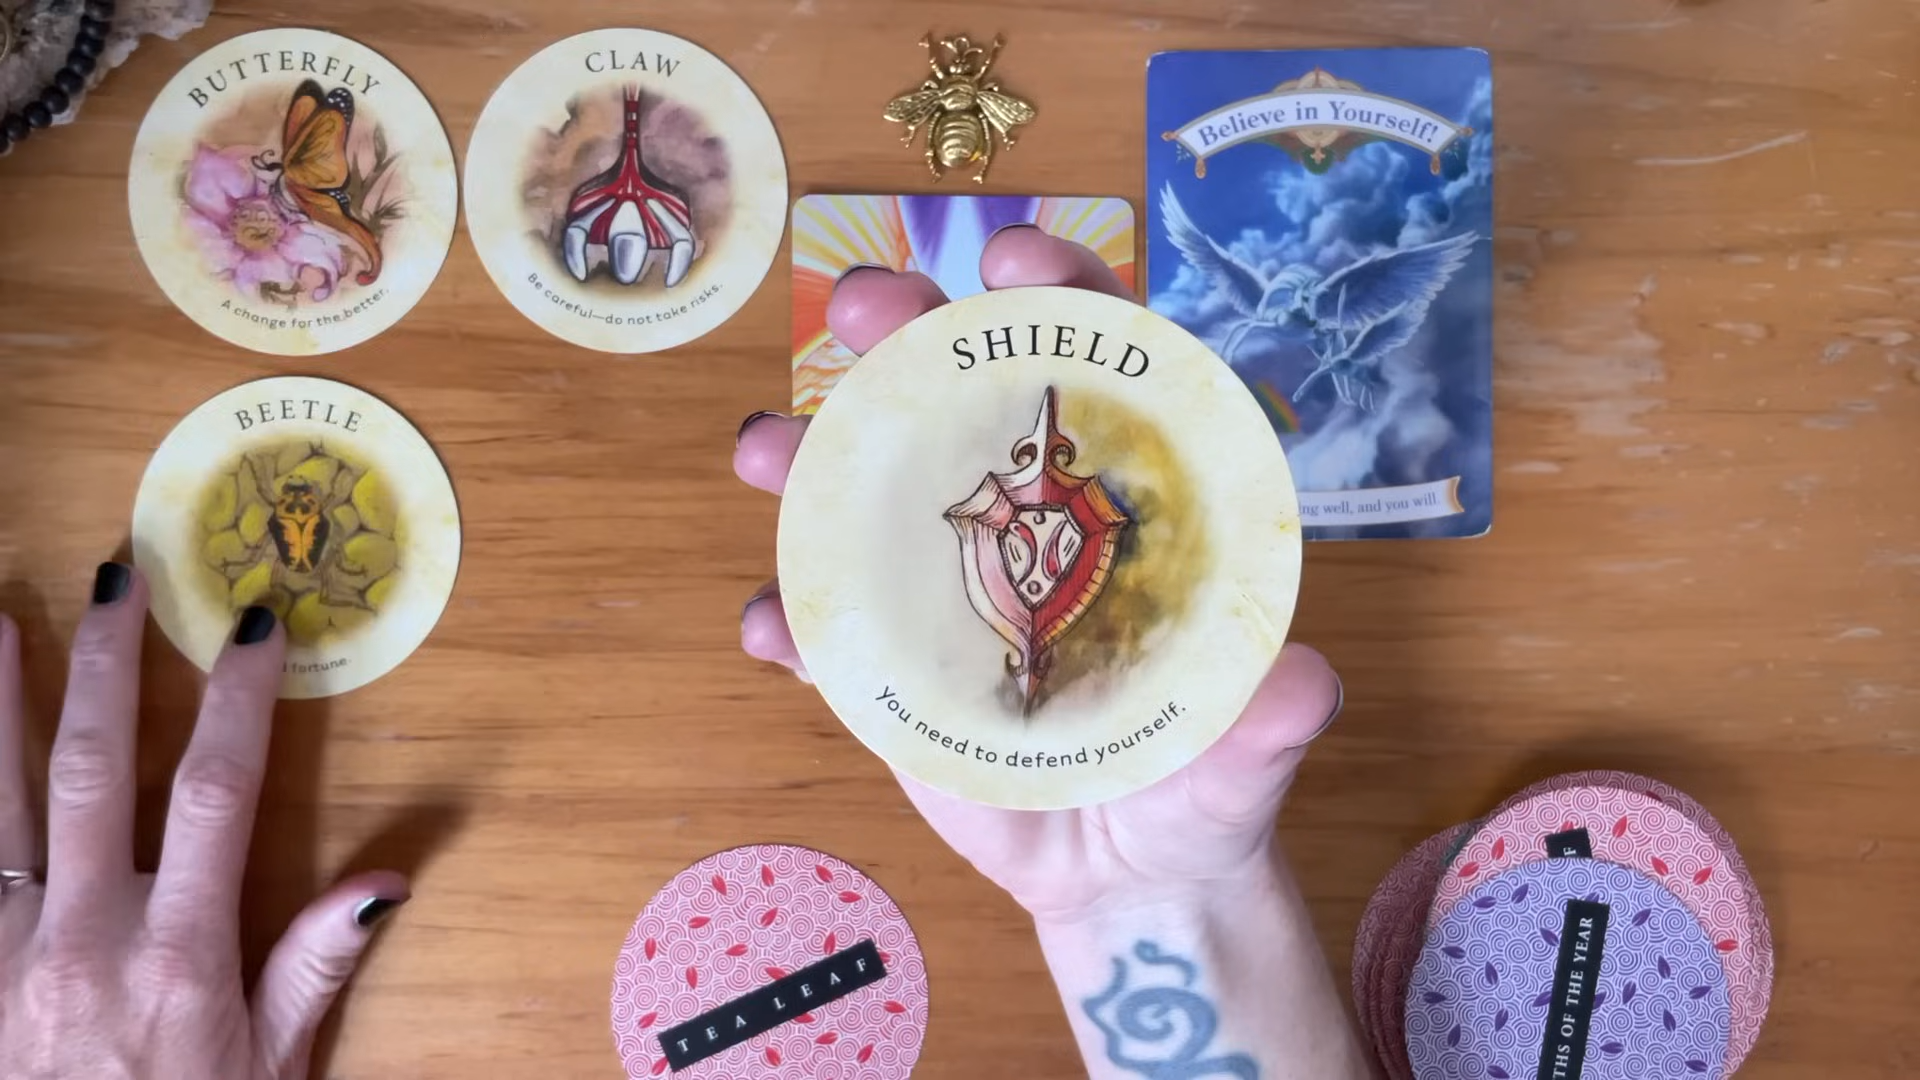 BUTTERFLY
A change for the better.
CLAW
Be careful—do not take risks.
Believe in Yourself!
well, and you will.
BEETLE
fortune.
SHIELD
You need to defend yourself.
TEA LEAF
F
OF THE YEAR